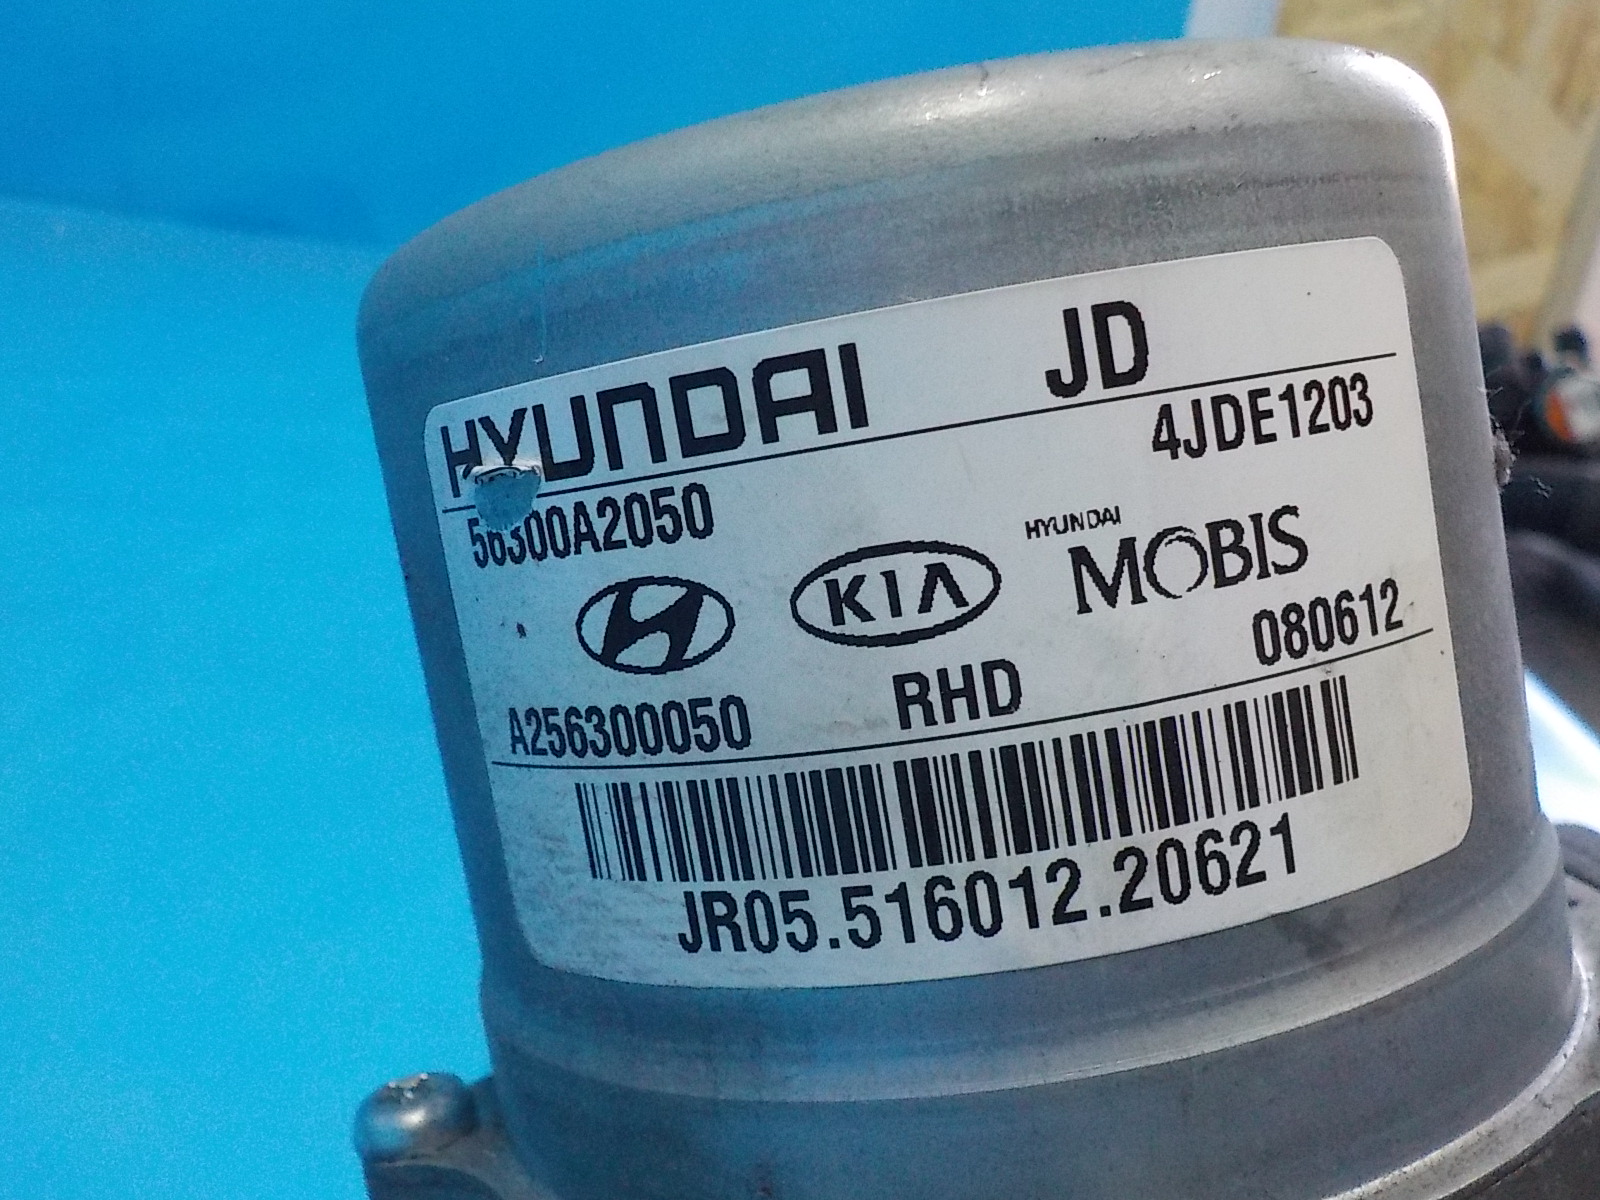 HYUNDAI JD
56300A2050 4JDE1203
KIA HYUNDAI MOBIS
A256300050 RHD 080612
JR05.516012.20621